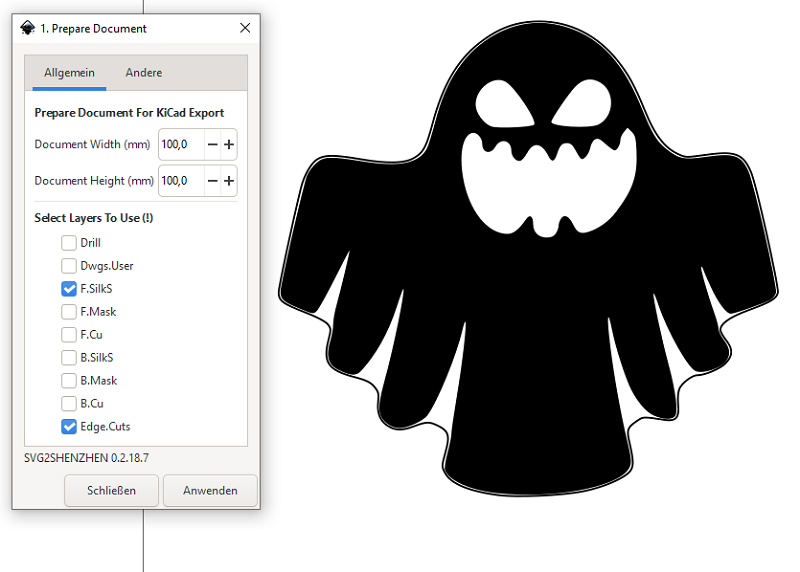 1. Prepare Document
Allgemein Andere
Prepare Document For KiCad Export
Document Width (mm) 100,0 − +
Document Height (mm) 100,0 − +
Select Layers To Use (!)
Drill
Dwgs.User
F.SilkS
F.Mask
F.Cu
B.SilkS
B.Mask
B.Cu
Edge.Cuts
SVG2SHENZHEN 0.2.18.7
Schließen Anwenden